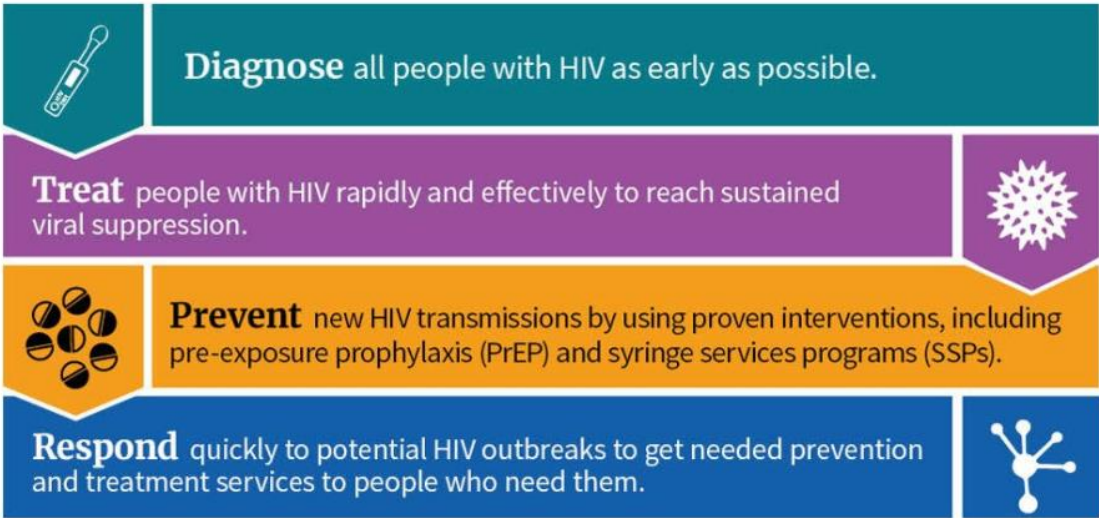 Diagnose all people with HIV as early as possible.
Treat people with HIV rapidly and effectively to reach sustained
viral suppression.
Prevent new HIV transmissions by using proven interventions, including
pre-exposure prophylaxis (PrEP) and syringe services programs (SSPs).
Respond quickly to potential HIV outbreaks to get needed prevention
and treatment services to people who need them.